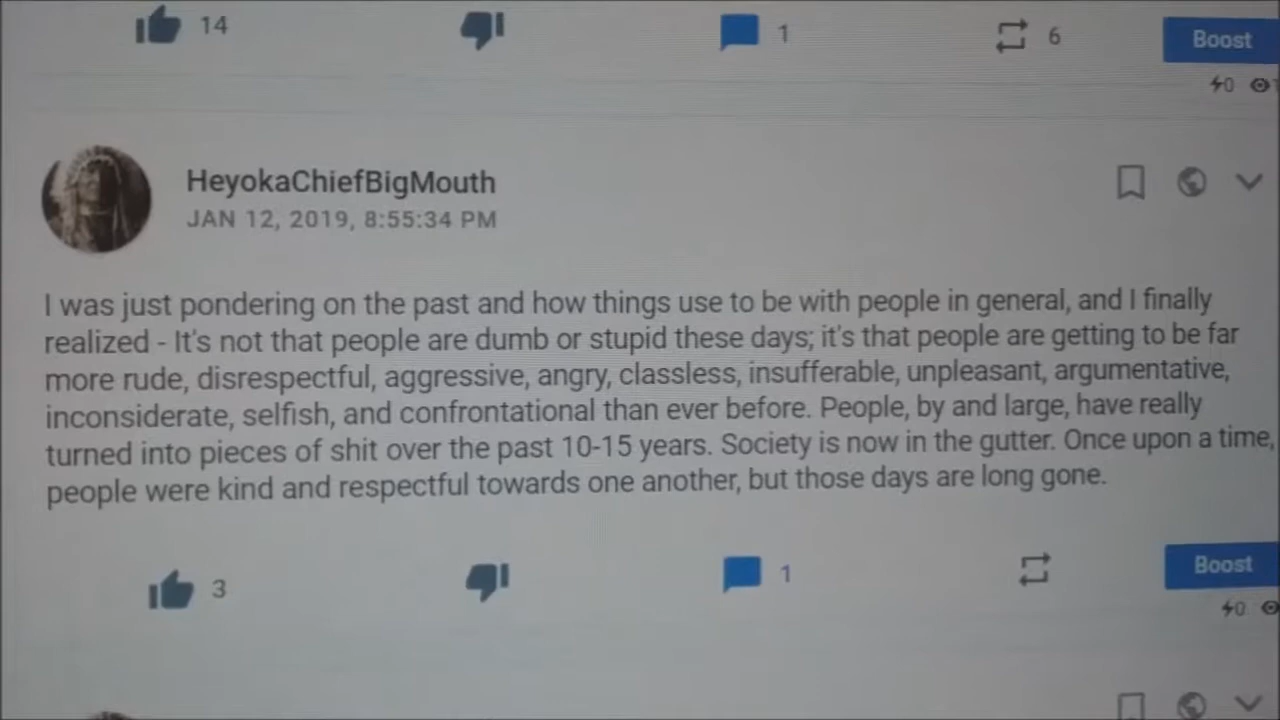 14
1
6
Boost
0
HeyokaChiefBigMouth
JAN 12, 2019, 8:55:34 PM
I was just pondering on the past and how things use to be with people in general, and I finally
realized - It's not that people are dumb or stupid these days; it's that people are getting to be far
more rude, disrespectful, aggressive, angry, classless, insufferable, unpleasant, argumentative,
inconsiderate, selfish, and confrontational than ever before. People, by and large, have really
turned into pieces of shit over the past 10-15 years. Society is now in the gutter. Once upon a time,
people were kind and respectful towards one another, but those days are long gone.
3
1
Boost
0